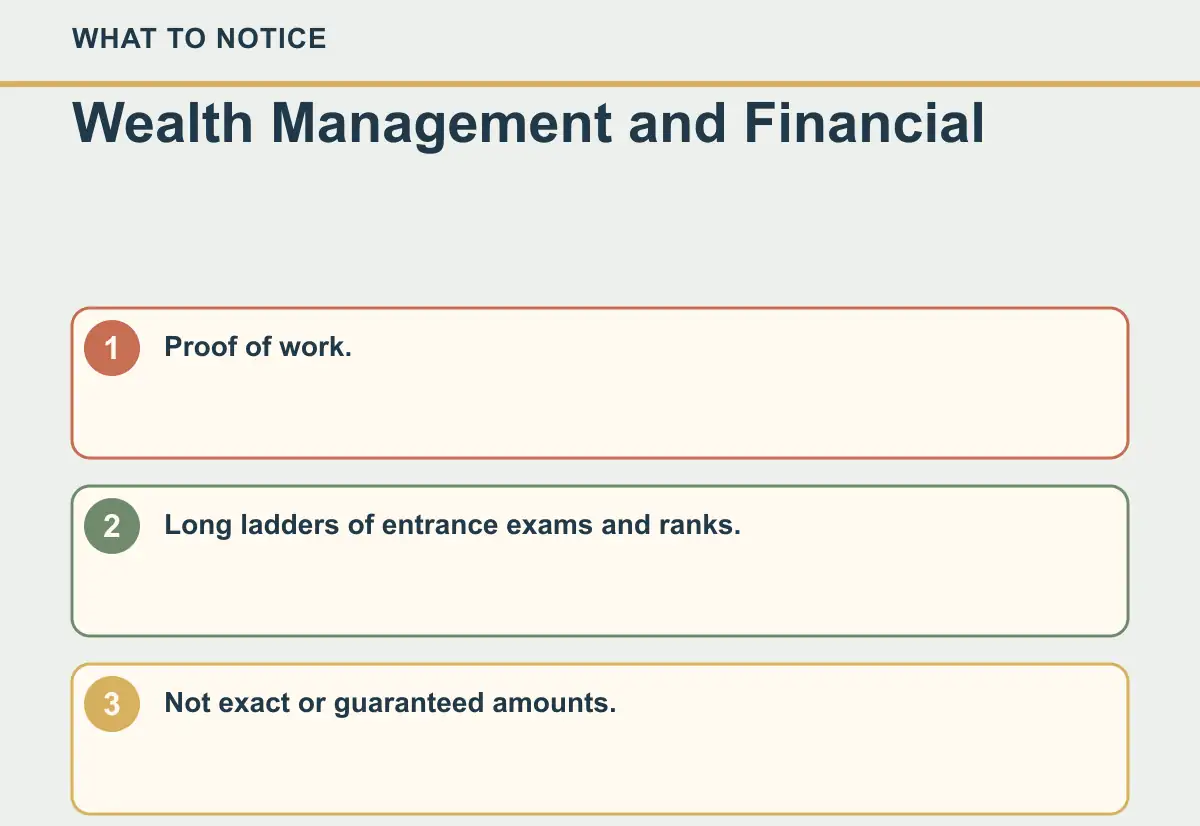 WHAT TO NOTICE
Wealth Management and Financial
1 Proof of work.
2 Long ladders of entrance exams and ranks.
3 Not exact or guaranteed amounts.